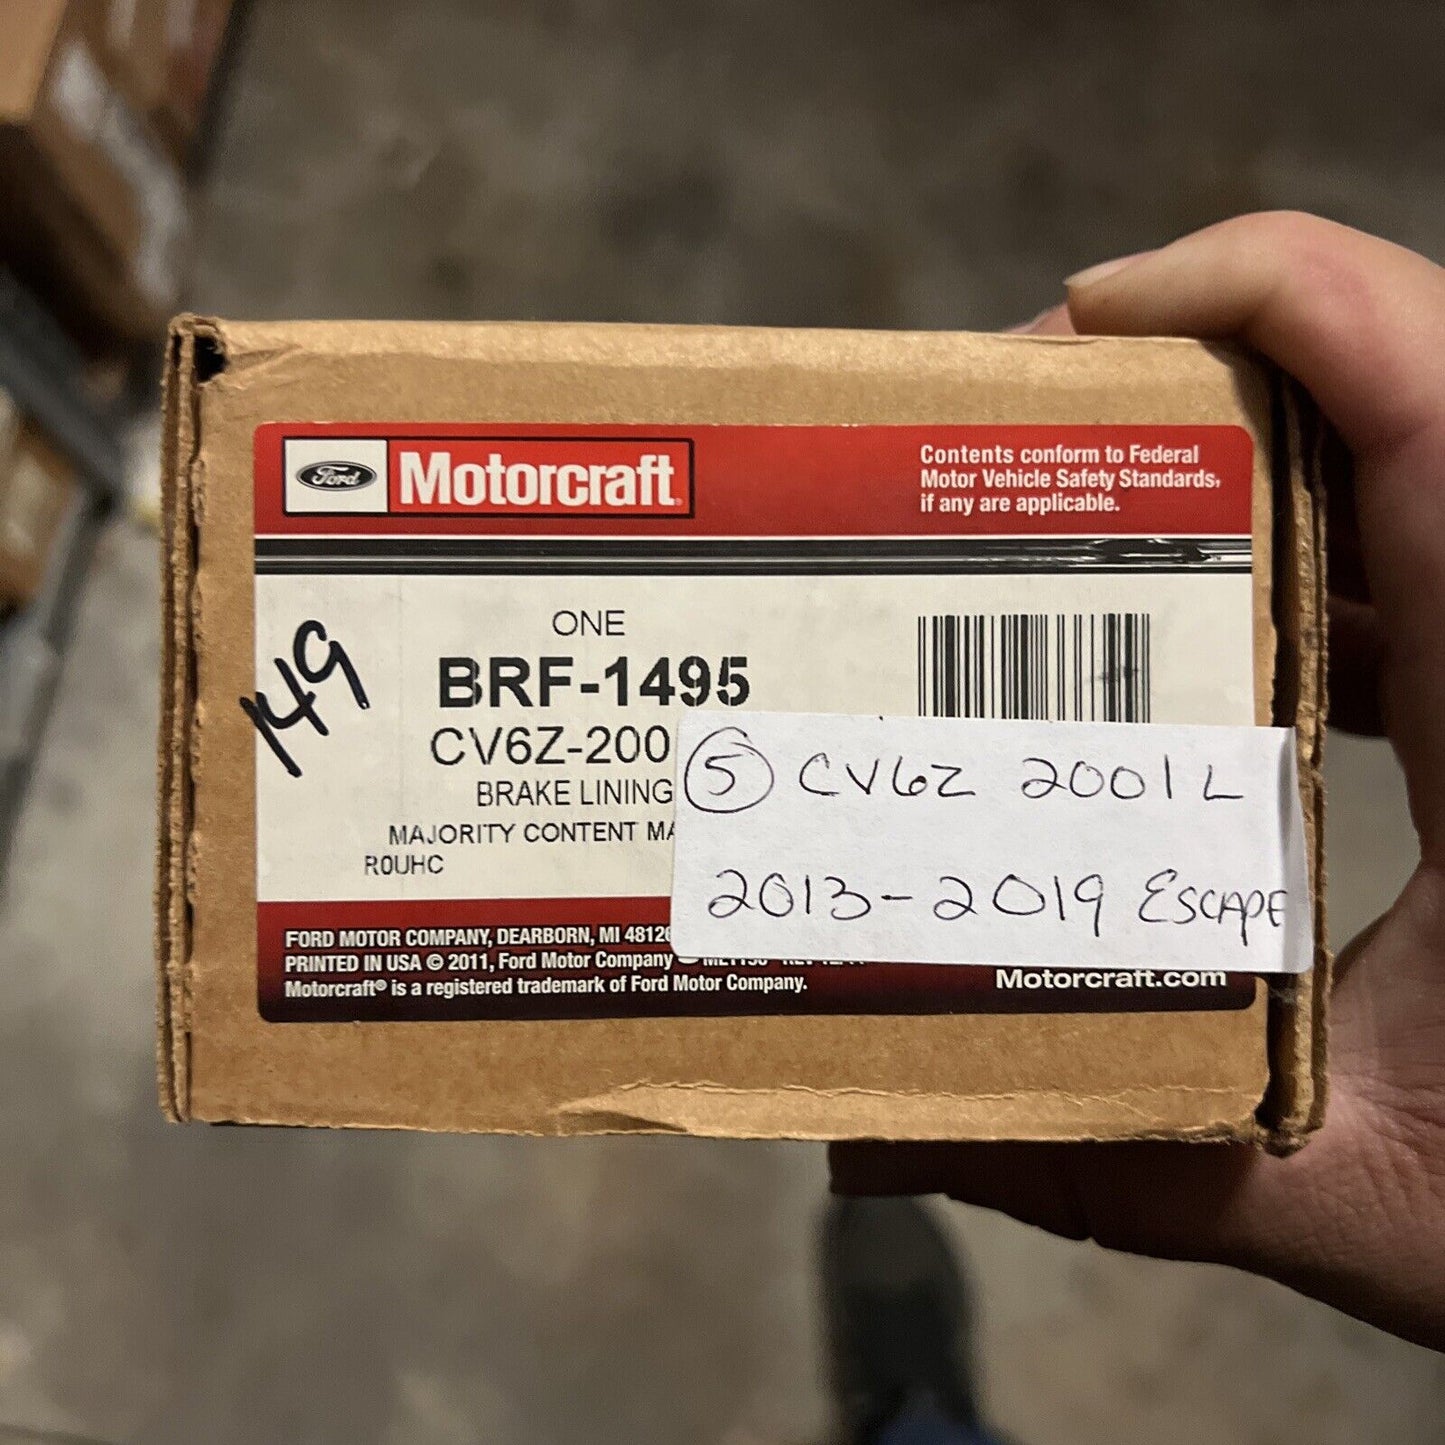 Ford Motorcraft
Contents conform to Federal
Motor Vehicle Safety Standards,
if any are applicable.
149
ONE
BRF-1495
CV6Z-200
BRAKE LINING
MAJORITY CONTENT MA
R0UHC
⑤ CV6Z 2001L
2013-2019 ESCAPE
FORD MOTOR COMPANY, DEARBORN, MI 48126
PRINTED IN USA © 2011, Ford Motor Company
Motorcraft® is a registered trademark of Ford Motor Company.
Motorcraft.com